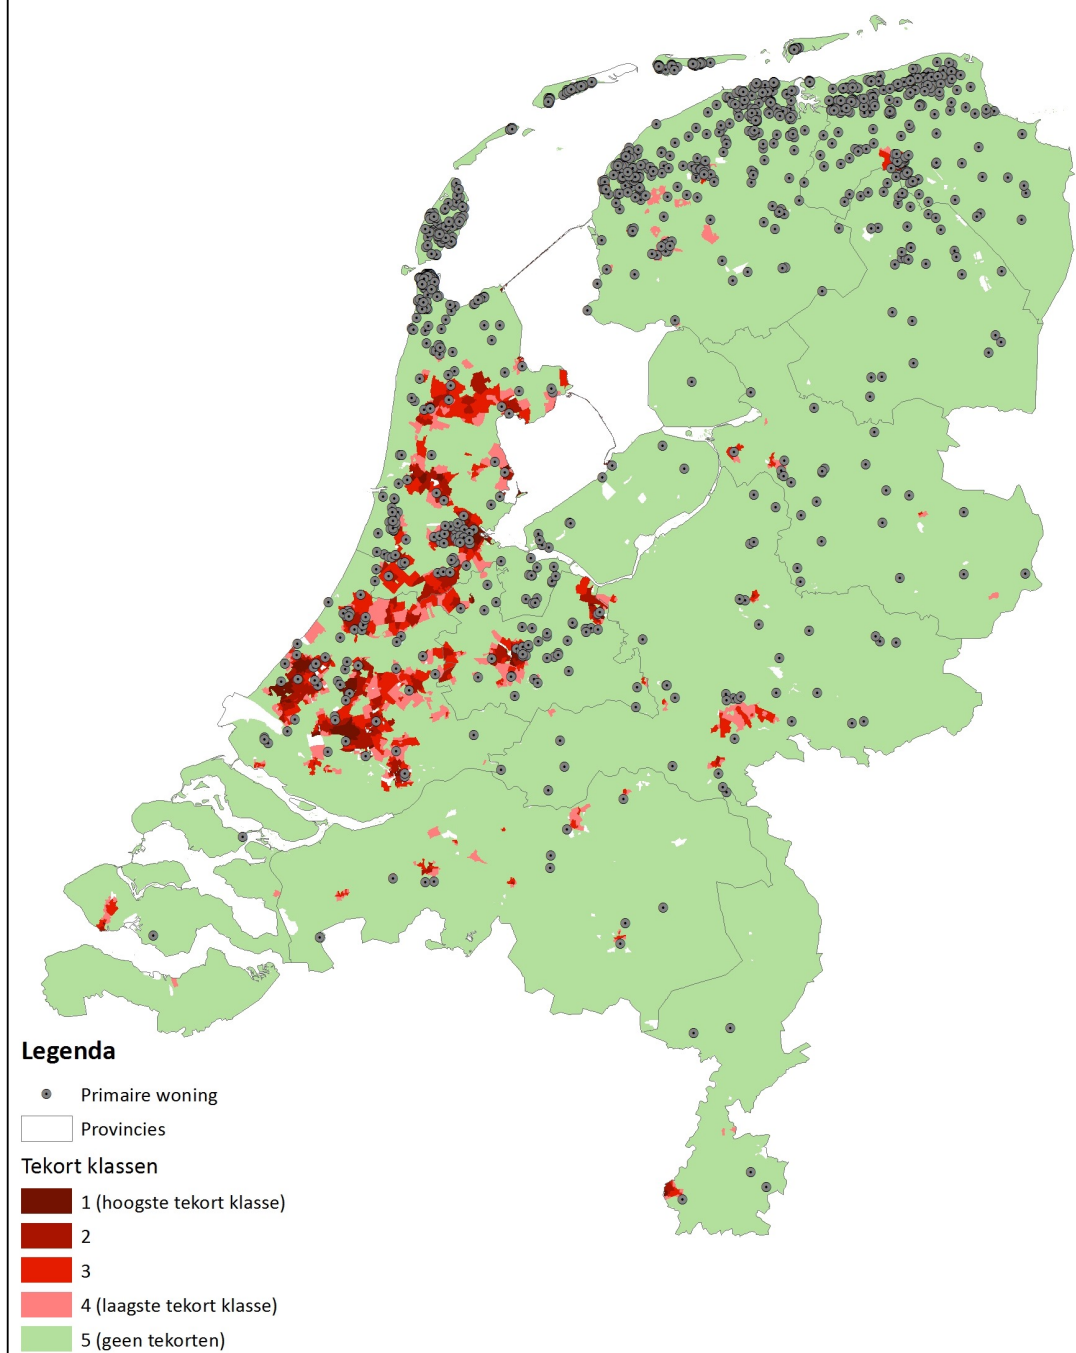 Legenda
Primaire woning
Provincies
Tekort klassen
1 (hoogste tekort klasse)
2
3
4 (laagste tekort klasse)
5 (geen tekorten)